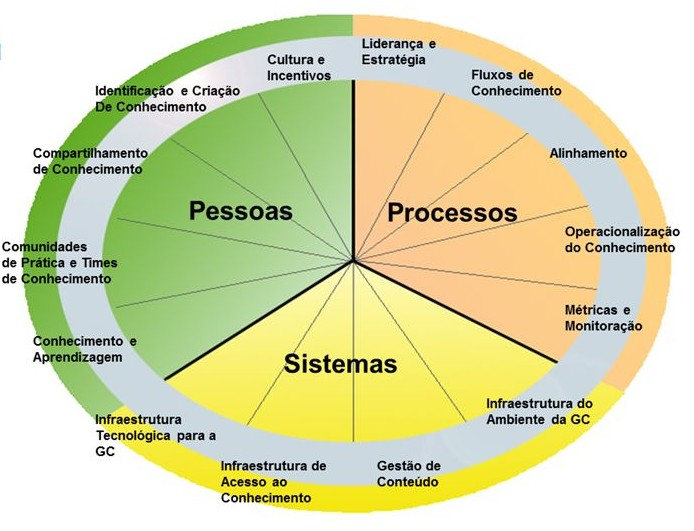 Cultura e
Incentivos
Liderança e
Estratégia
Fluxos de
Conhecimento
Alinhamento
Operacionalização
do Conhecimento
Métricas e
Monitoração
Infraestrutura do
Ambiente da GC
Gestão de
Conteúdo
Infraestrutura de
Acesso ao
Conhecimento
Infraestrutura
Tecnológica para a
GC
Conhecimento e
Aprendizagem
Comunidades
de Prática e Times
de Conhecimento
Compartilhamento
de Conhecimento
Identificação e Criação
De Conhecimento
Pessoas
Processos
Sistemas